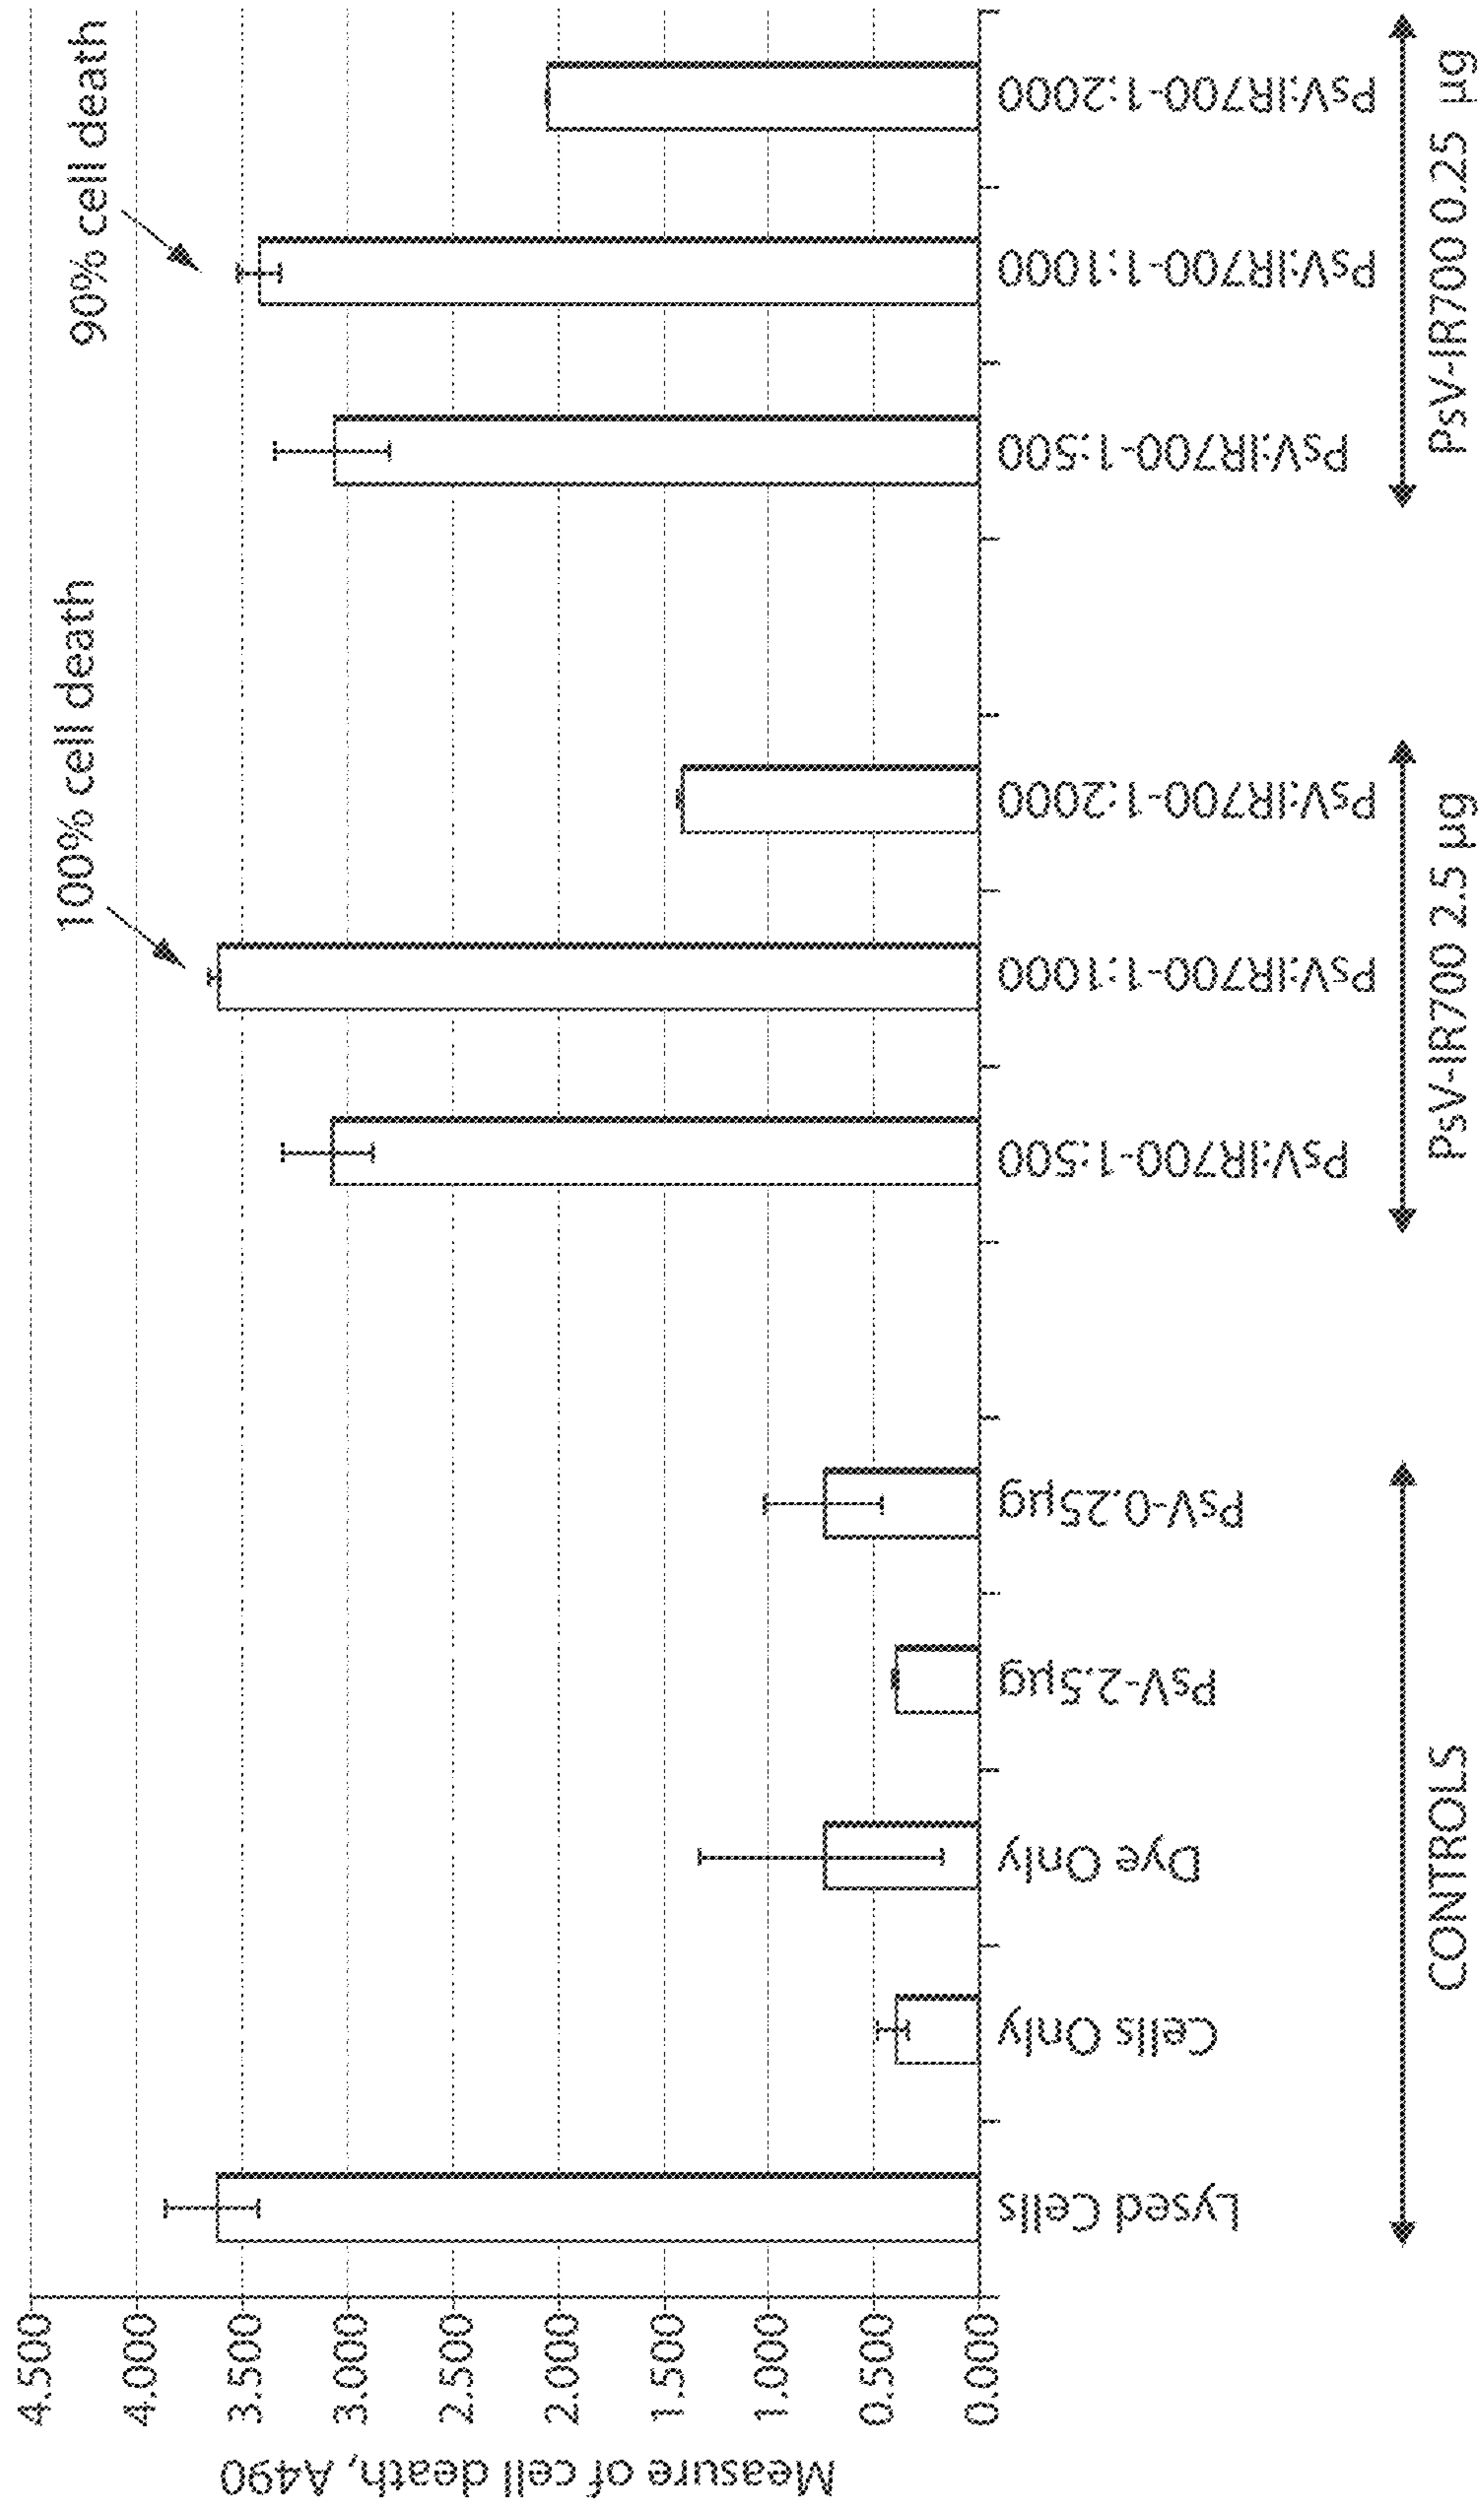 Measure of cell death, A490
4.500
4.000
3.500
3.000
2.500
2.000
1.500
1.000
0.500
0.000
100% cell death
90% cell death
Lysed Cells
Cells Only
Dye Only
PsV-2.5µg
PsV-0.25µg
PsV:IR700-1:500
PsV:IR700-1:1000
PsV:IR700-1:2000
PsV:IR700-1:500
PsV:IR700-1:1000
PsV:IR700-1:2000
CONTROLS
PsV-IR700 2.5 µg
PsV-IR700 0.25 µg